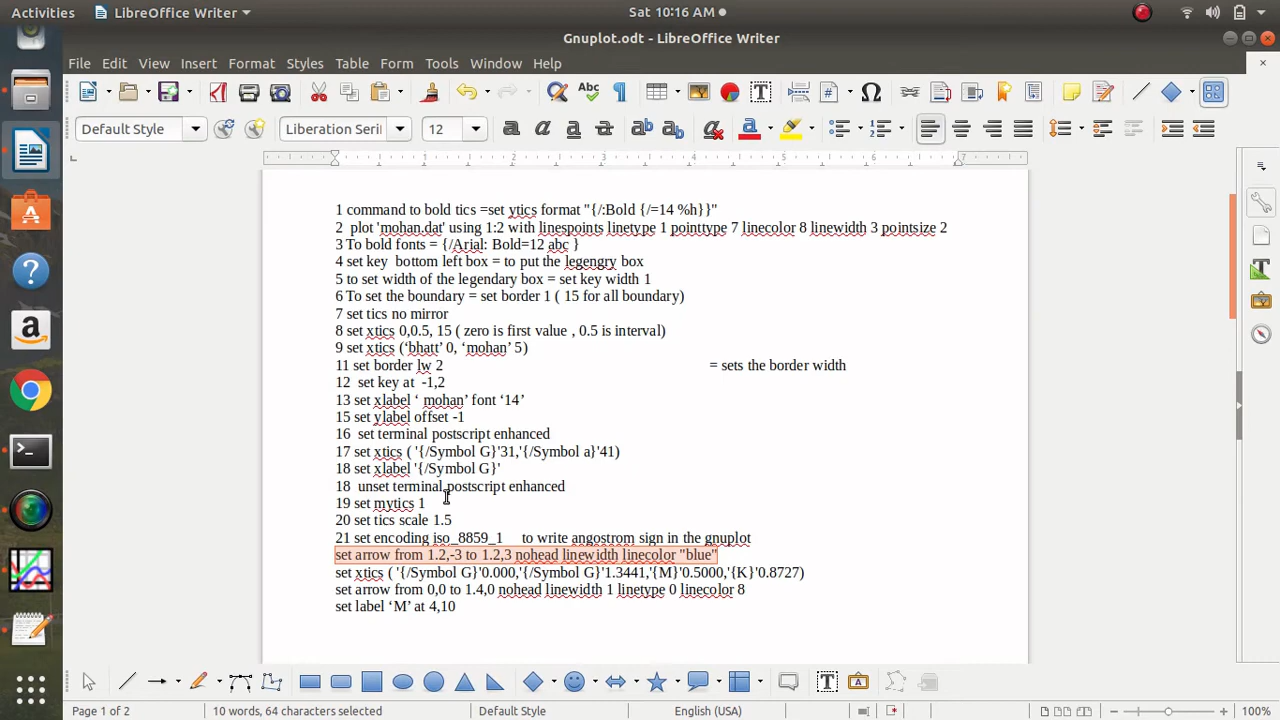 Activities LibreOffice Writer Sat 10:16 AM
Gnuplot.odt - LibreOffice Writer
File Edit View Insert Format Styles Table Form Tools Window Help
Default Style Liberation Seri 12
1 command to bold tics =set ytics format "{/:Bold {/=14 %h}}"
2 plot 'mohan.dat' using 1:2 with linespoints linetype 1 pointtype 7 linecolor 8 linewidth 3 pointsize 2
3 To bold fonts = {/Arial: Bold=12 abc }
4 set key bottom left box = to put the legengry box
5 to set width of the legendary box = set key width 1
6 To set the boundary = set border 1 ( 15 for all boundary)
7 set tics no mirror
8 set xtics 0,0.5, 15 ( zero is first value , 0.5 is interval)
9 set xtics (‘bhatt’ 0, ‘mohan’ 5)
11 set border lw 2 = sets the border width
12 set key at -1,2
13 set xlabel ‘ mohan’ font ‘14’
15 set ylabel offset -1
16 set terminal postscript enhanced
17 set xtics ( '{/Symbol G}'31,'{/Symbol a}'41)
18 set xlabel '{/Symbol G}'
18 unset terminal postscript enhanced
19 set mytics 1
20 set tics scale 1.5
21 set encoding iso_8859_1 to write angostrom sign in the gnuplot
set arrow from 1.2,-3 to 1.2,3 nohead linewidth linecolor "blue"
set xtics ( '{/Symbol G}'0.000,'{/Symbol G}'1.3441,'{M}'0.5000,'{K}'0.8727)
set arrow from 0,0 to 1.4,0 nohead linewidth 1 linetype 0 linecolor 8
set label ‘M’ at 4,10
Page 1 of 2 10 words, 64 characters selected Default Style English (USA) 100%